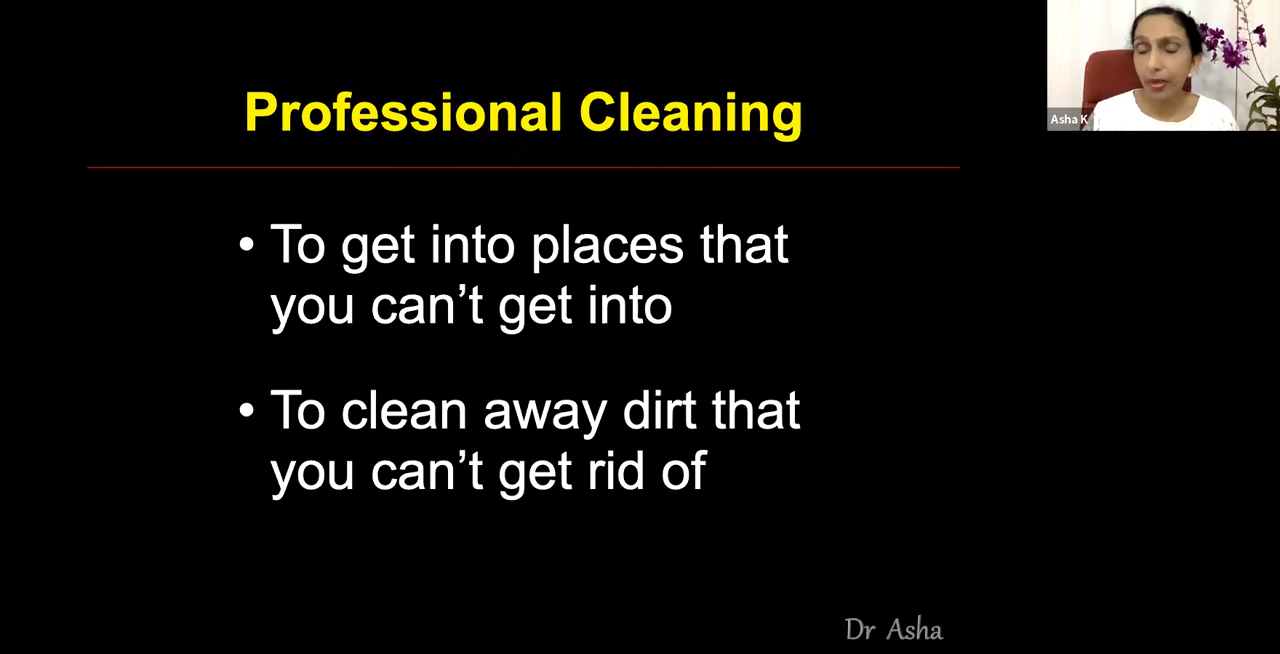 Professional Cleaning
Asha K
• To get into places that
you can’t get into
• To clean away dirt that
you can’t get rid of
Dr Asha